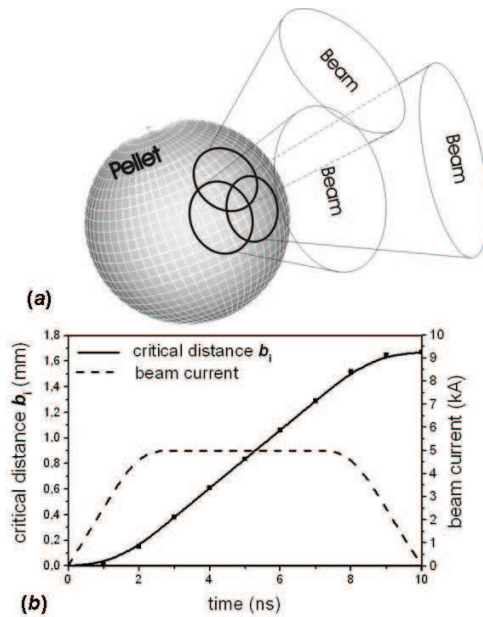 Pellet
Beam
Beam
Beam
(a)
critical distance bi
beam current
critical distance bi (mm)
1.8
1.6
1.4
1.2
1.0
0.8
0.6
0.4
0.2
0.0
beam current (kA)
10
9
8
7
6
5
4
3
2
1
0
0 2 4 6 8 10
time (ns)
(b)